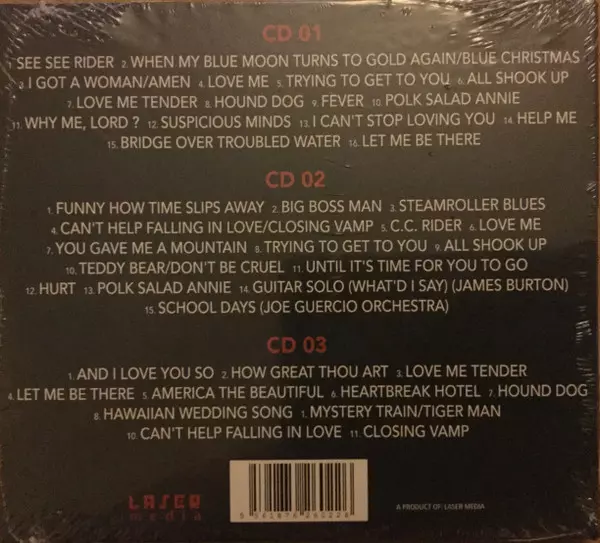 CD 01
1. SEE SEE RIDER 2. WHEN MY BLUE MOON TURNS TO GOLD AGAIN/BLUE CHRISTMAS
3. I GOT A WOMAN/AMEN 4. LOVE ME 5. TRYING TO GET TO YOU 6. ALL SHOOK UP
7. LOVE ME TENDER 8. HOUND DOG 9. FEVER 10. POLK SALAD ANNIE
11. WHY ME, LORD ? 12. SUSPICIOUS MINDS 13. I CAN'T STOP LOVING YOU 14. HELP ME
15. BRIDGE OVER TROUBLED WATER 16. LET ME BE THERE
CD 02
1. FUNNY HOW TIME SLIPS AWAY 2. BIG BOSS MAN 3. STEAMROLLER BLUES
4. CAN'T HELP FALLING IN LOVE/CLOSING VAMP 5. C.C. RIDER 6. LOVE ME
7. YOU GAVE ME A MOUNTAIN 8. TRYING TO GET TO YOU 9. ALL SHOOK UP
10. TEDDY BEAR/DON'T BE CRUEL 11. UNTIL IT'S TIME FOR YOU TO GO
12. HURT 13. POLK SALAD ANNIE 14. GUITAR SOLO (WHAT'D I SAY) (JAMES BURTON)
15. SCHOOL DAYS (JOE GUERCIO ORCHESTRA)
CD 03
1. AND I LOVE YOU SO 2. HOW GREAT THOU ART 3. LOVE ME TENDER
4. LET ME BE THERE 5. AMERICA THE BEAUTIFUL 6. HEARTBREAK HOTEL 7. HOUND DOG
8. HAWAIIAN WEDDING SONG 1. MYSTERY TRAIN/TIGER MAN
10. CAN'T HELP FALLING IN LOVE 11. CLOSING VAMP
LASER
media
A PRODUCT OF: LASER MEDIA